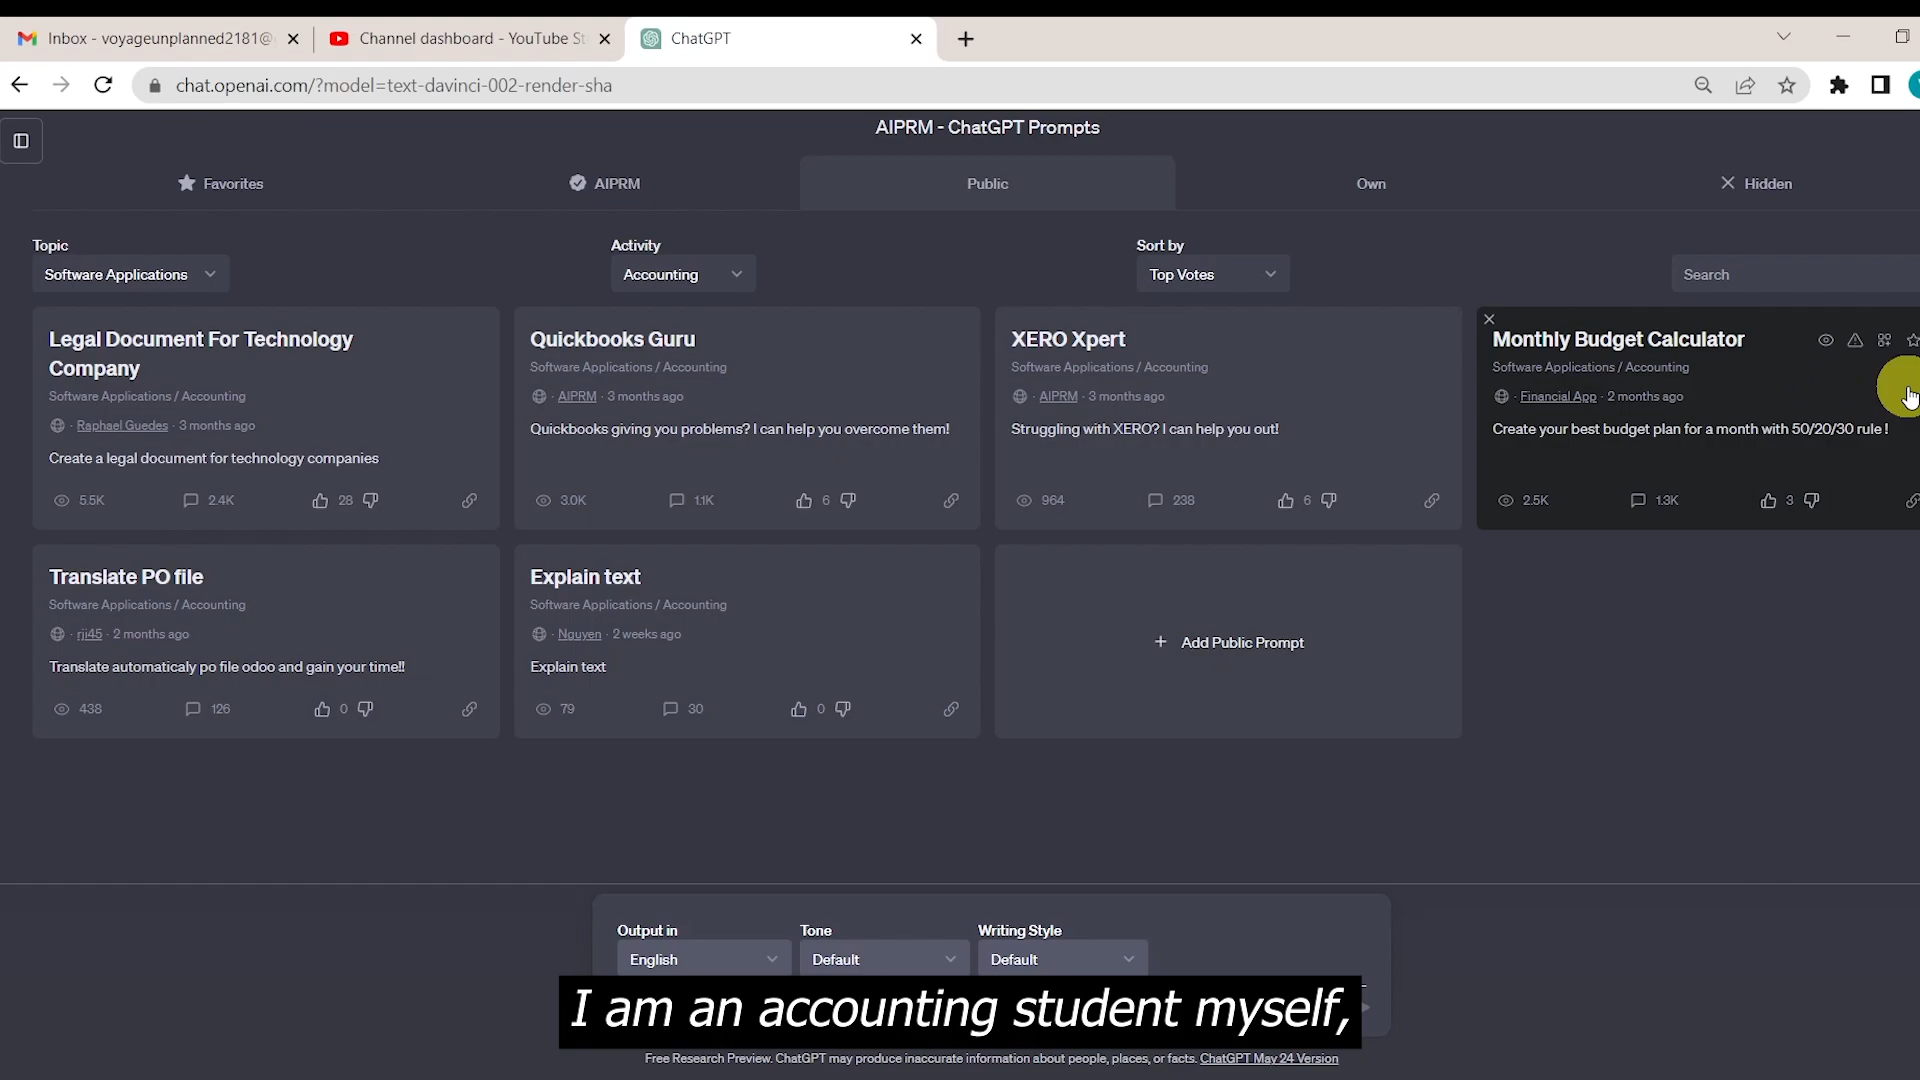 Inbox - voyageunplanned2181@
Channel dashboard - YouTube St
ChatGPT
chat.openai.com/?model=text-davinci-002-render-sha
AIPRM - ChatGPT Prompts
Favorites
AIPRM
Public
Own
Hidden
Topic
Activity
Sort by
Software Applications
Accounting
Top Votes
Search
Legal Document For Technology
Company
Software Applications / Accounting
· Raphael Guedes · 3 months ago
Create a legal document for technology companies
5.5K 2.4K 28
Quickbooks Guru
Software Applications / Accounting
· AIPRM · 3 months ago
Quickbooks giving you problems? I can help you overcome them!
3.0K 1.1K 6
XERO Xpert
Software Applications / Accounting
· AIPRM · 3 months ago
Struggling with XERO? I can help you out!
964 238 6
Monthly Budget Calculator
Software Applications / Accounting
· Financial App · 2 months ago
Create your best budget plan for a month with 50/20/30 rule !
2.5K 1.3K 3
Translate PO file
Software Applications / Accounting
· rji45 · 2 months ago
Translate automaticaly po file odoo and gain your time!!
438 126 0
Explain text
Software Applications / Accounting
· Nguyen · 2 weeks ago
Explain text
79 30 0
+ Add Public Prompt
Output in
Tone
Writing Style
English
Default
Default
I am an accounting student myself,
Free Research Preview. ChatGPT may produce inaccurate information about people, places, or facts. ChatGPT May 24 Version